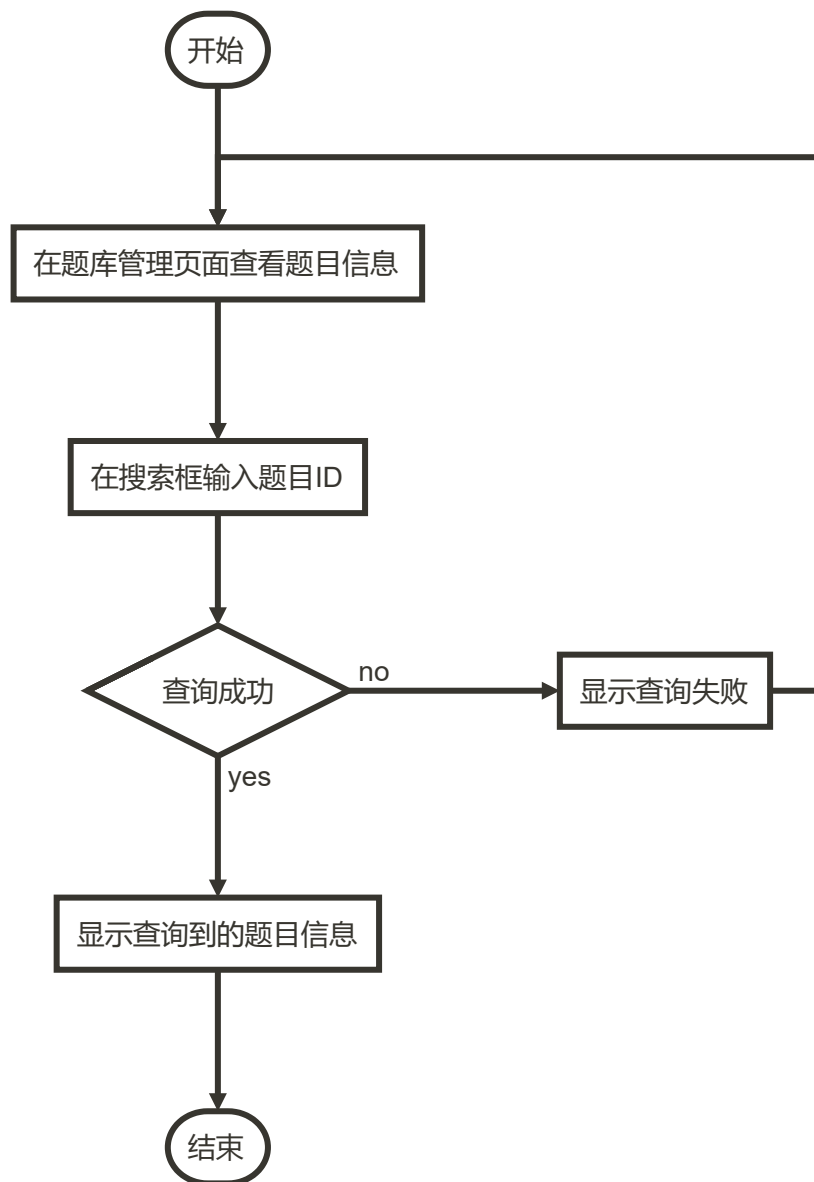 开始
在题库管理页面查看题目信息
在搜索框输入题目ID
查询成功
no
显示查询失败
yes
显示查询到的题目信息
结束